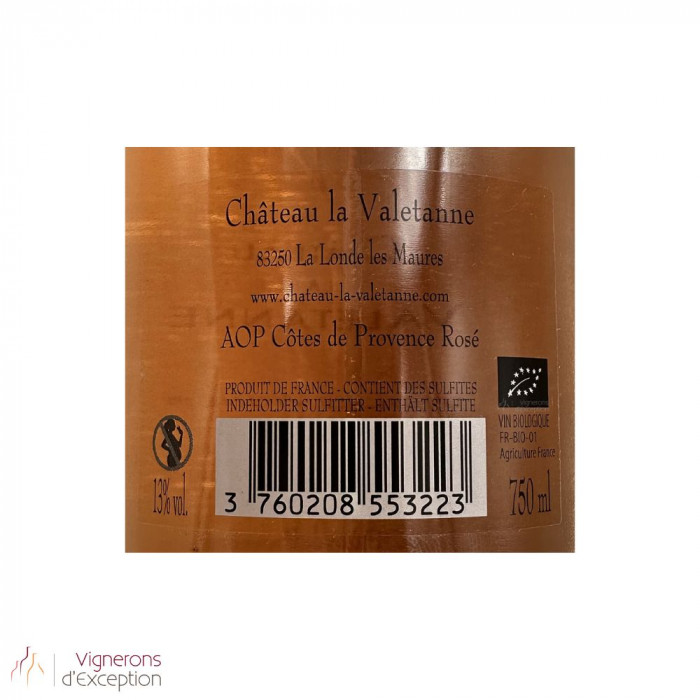 Château la Valetanne
83250 La Londe les Maures
www.chateau-la-valetanne.com
AOP Côtes de Provence Rosé
PRODUIT DE FRANCE - CONTIENT DES SULFITES
INDEHOLDER SULFITTER - ENTHÄLT SULFITE
VIN BIOLOGIQUE
FR-BIO-01
Agriculture France
13% vol.
3 760208 553223
750 ml
Vignerons
d'Exception